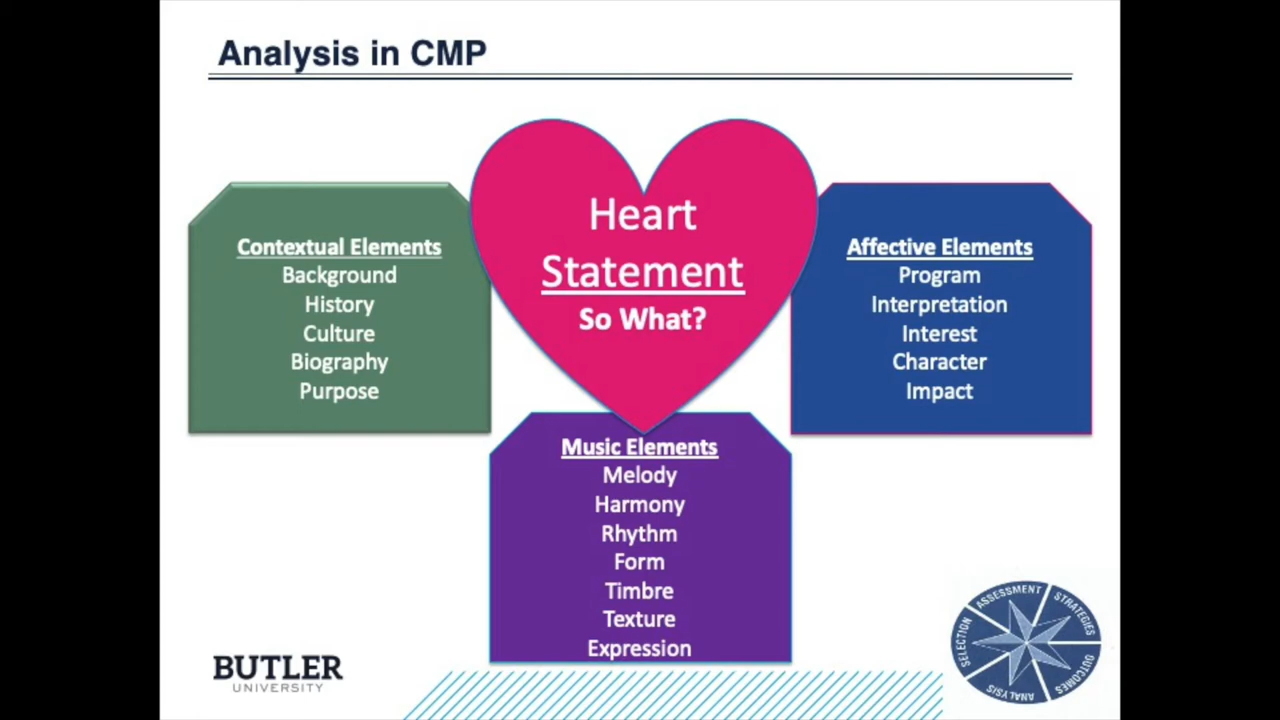 Analysis in CMP
Contextual Elements
Background
History
Culture
Biography
Purpose
Heart
Statement
So What?
Affective Elements
Program
Interpretation
Interest
Character
Impact
Music Elements
Melody
Harmony
Rhythm
Form
Timbre
Texture
Expression
BUTLER
UNIVERSITY
SELECTION
ASSESSMENT
STRATEGIES
OUTCOMES
ANALYSIS